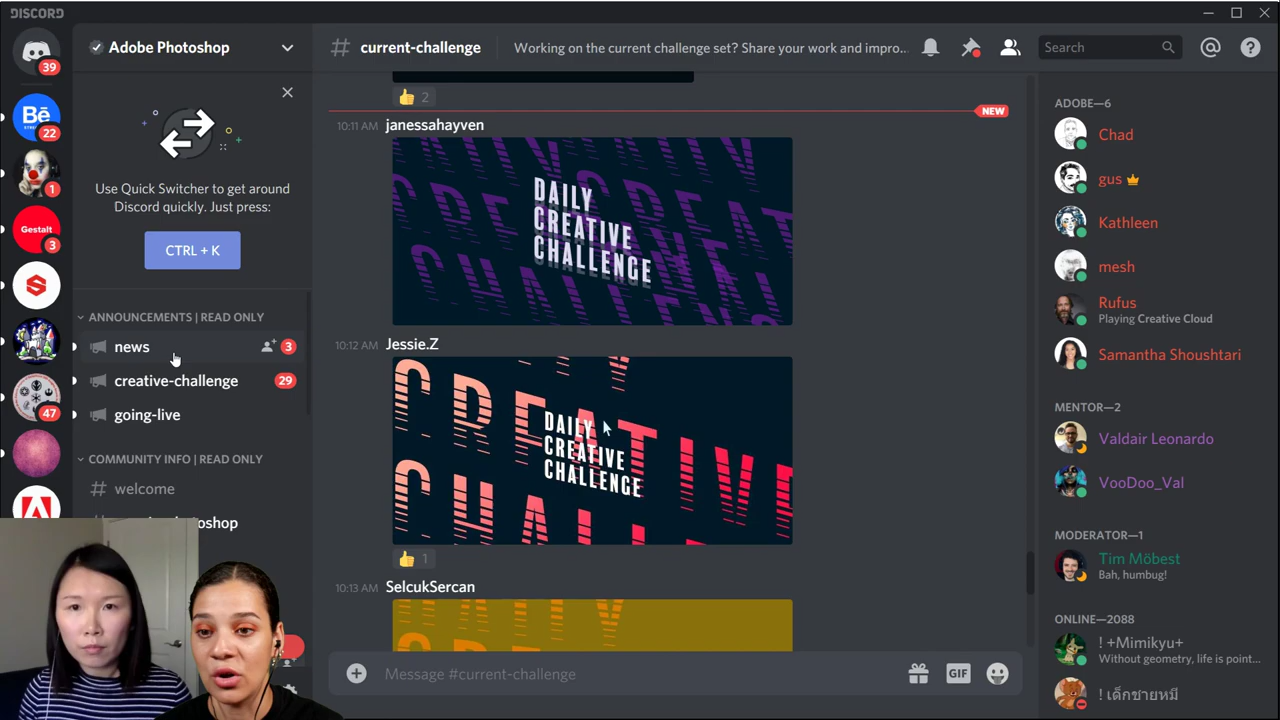 DISCORD
39
Bē
22
1
Gestalt
3
47
Adobe Photoshop
Use Quick Switcher to get around
Discord quickly. Just press:
CTRL + K
ANNOUNCEMENTS | READ ONLY
news
3
creative-challenge
29
going-live
COMMUNITY INFO | READ ONLY
# welcome
oshop
# current-challenge
Working on the current challenge set? Share your work and impro...
Search
2
NEW
10:11 AM janessahayven
DAILY
CREATIVE
CHALLENGE
10:12 AM Jessie.Z
DAILY
CREATIVE
CHALLENGE
1
10:13 AM SelcukSercan
Message #current-challenge
GIF
ADOBE—6
Chad
gus
Kathleen
mesh
Rufus
Playing Creative Cloud
Samantha Shoushtari
MENTOR—2
Valdair Leonardo
VooDoo_Val
MODERATOR—1
Tim Möbest
Bah, humbug!
ONLINE—2088
! +Mimikyu+
Without geometry, life is point...
! เด็กชายหมี